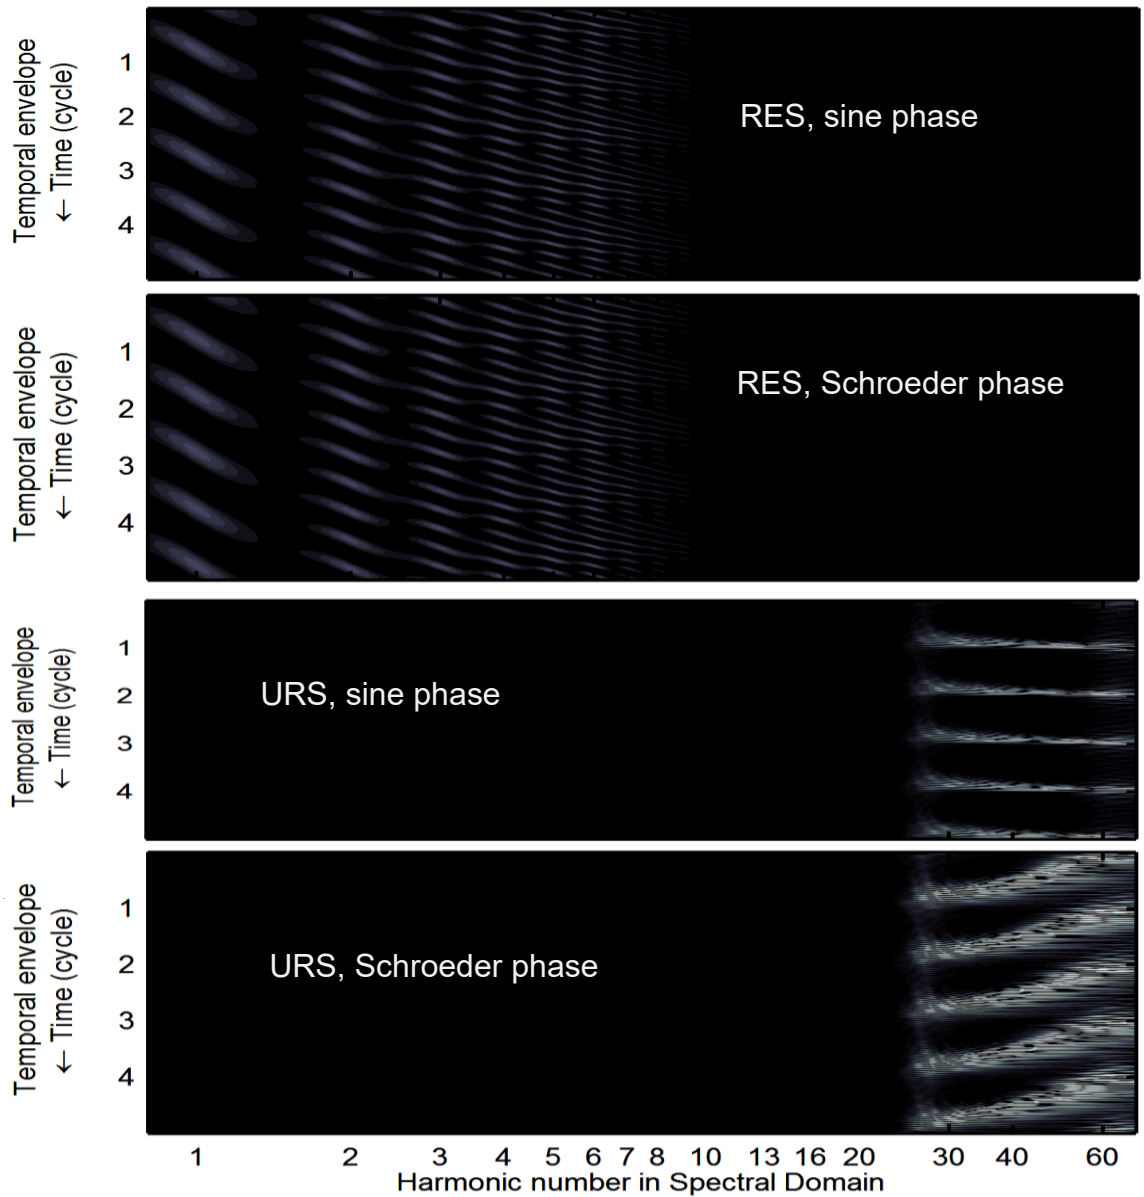 Temporal envelope
← Time (cycle)
1
2
3
4
RES, sine phase
Temporal envelope
← Time (cycle)
1
2
3
4
RES, Schroeder phase
Temporal envelope
← Time (cycle)
1
2
3
4
URS, sine phase
Temporal envelope
← Time (cycle)
1
2
3
4
URS, Schroeder phase
1 2 3 4 5 6 7 8 10 13 16 20 30 40 60
Harmonic number in Spectral Domain